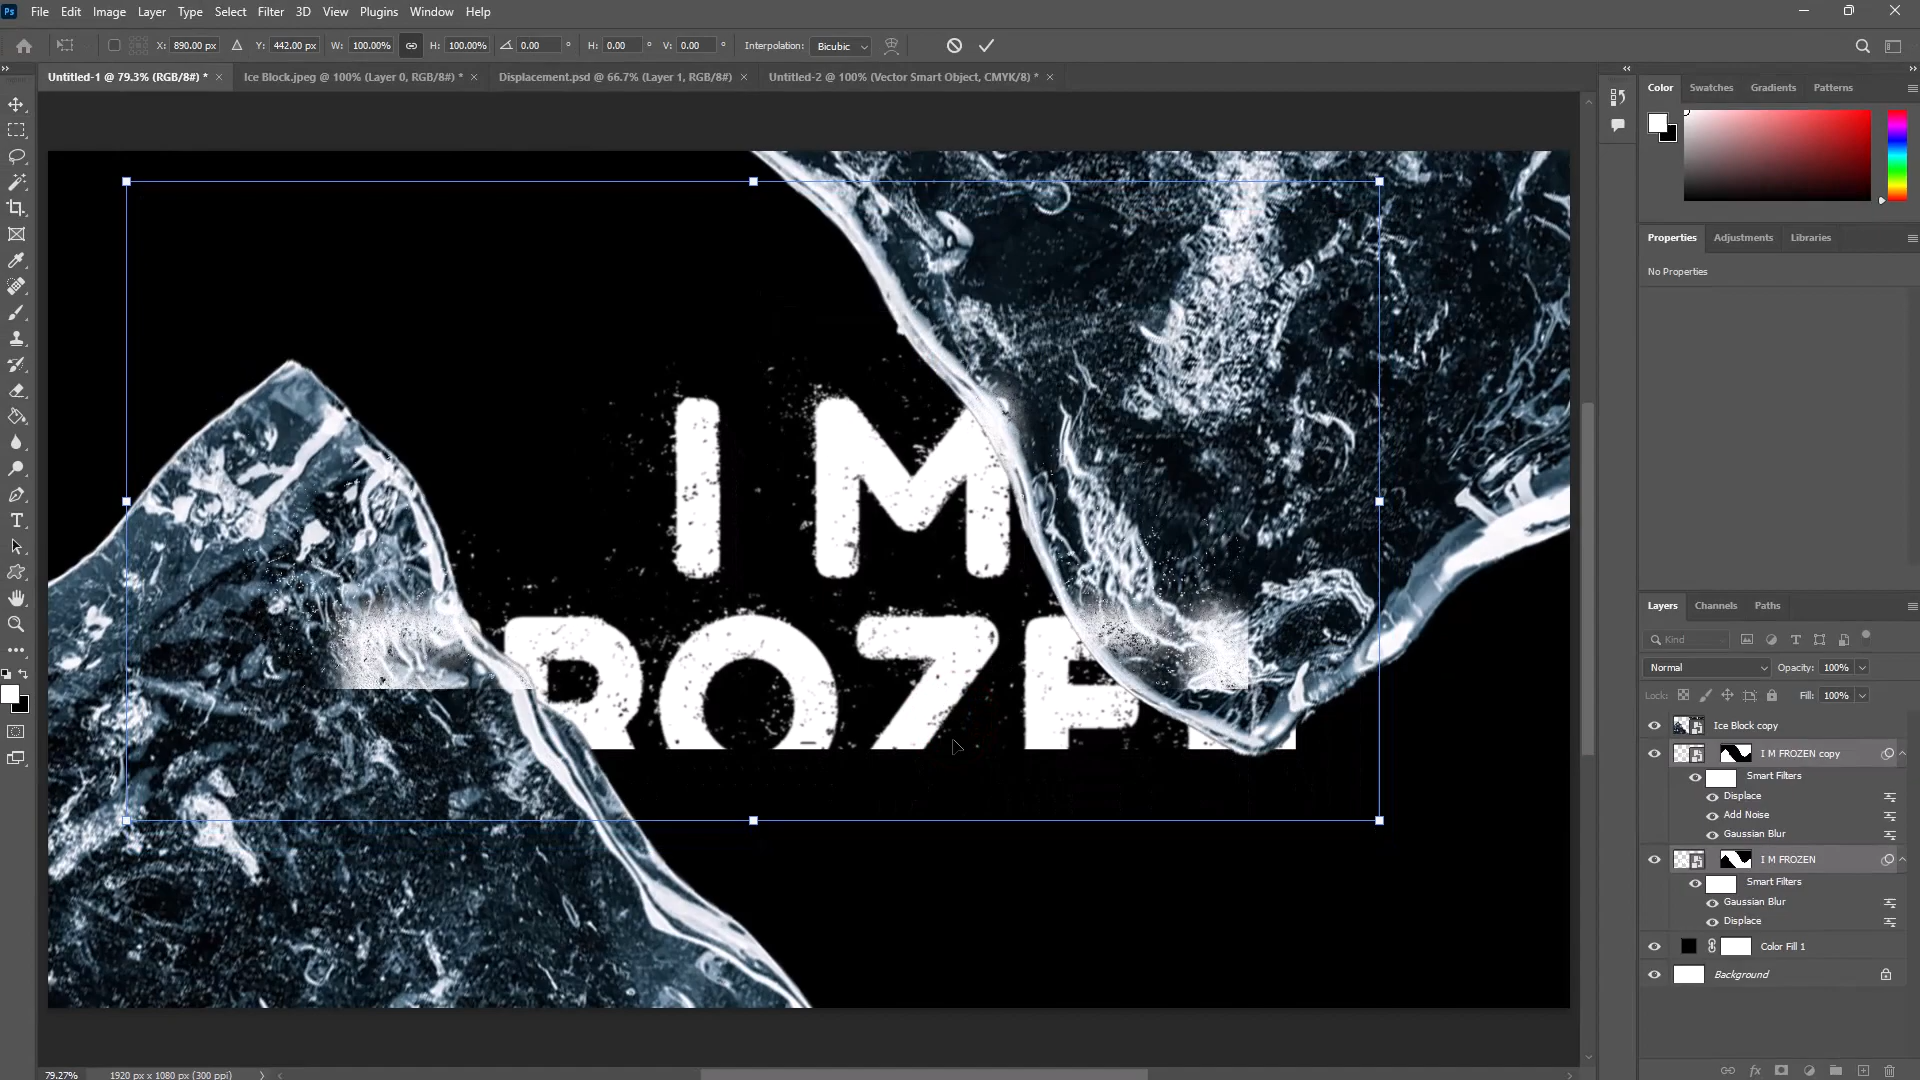 Ps File Edit Image Layer Type Select Filter 3D View Plugins Window Help
X: 890.00 px Y: 442.00 px W: 100.00% H: 100.00% 0.00 ° H: 0.00 ° V: 0.00 ° Interpolation: Bicubic
Untitled-1 @ 79.3% (RGB/8#) * × Ice Block.jpeg @ 100% (Layer 0, RGB/8#) * × Displacement.psd @ 66.7% (Layer 1, RGB/8#) × Untitled-2 @ 100% (Vector Smart Object, CMYK/8) * ×
Color Swatches Gradients Patterns
Properties Adjustments Libraries
No Properties
I M
ROZE
Layers Channels Paths
Kind
Normal Opacity: 100%
Lock: Fill: 100%
Ice Block copy
I M FROZEN copy
Smart Filters
Displace
Add Noise
Gaussian Blur
I M FROZEN
Smart Filters
Gaussian Blur
Displace
Color Fill 1
Background
79.27% 1920 px x 1080 px (300 ppi)